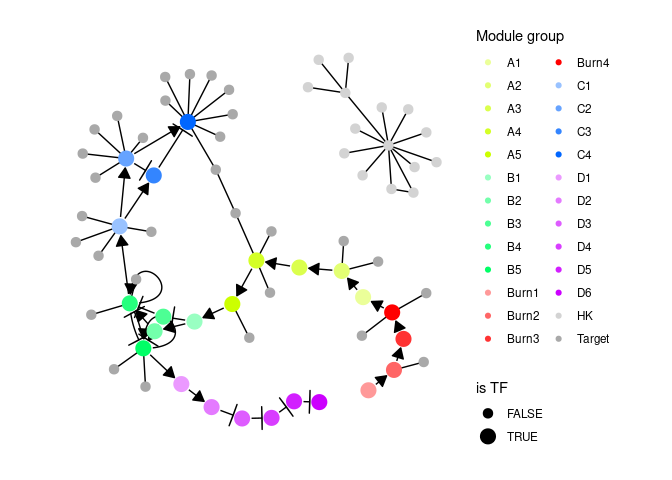 Module group
A1
A2
A3
A4
A5
B1
B2
B3
B4
B5
Burn1
Burn2
Burn3
Burn4
C1
C2
C3
C4
D1
D2
D3
D4
D5
D6
HK
Target
is TF
FALSE
TRUE